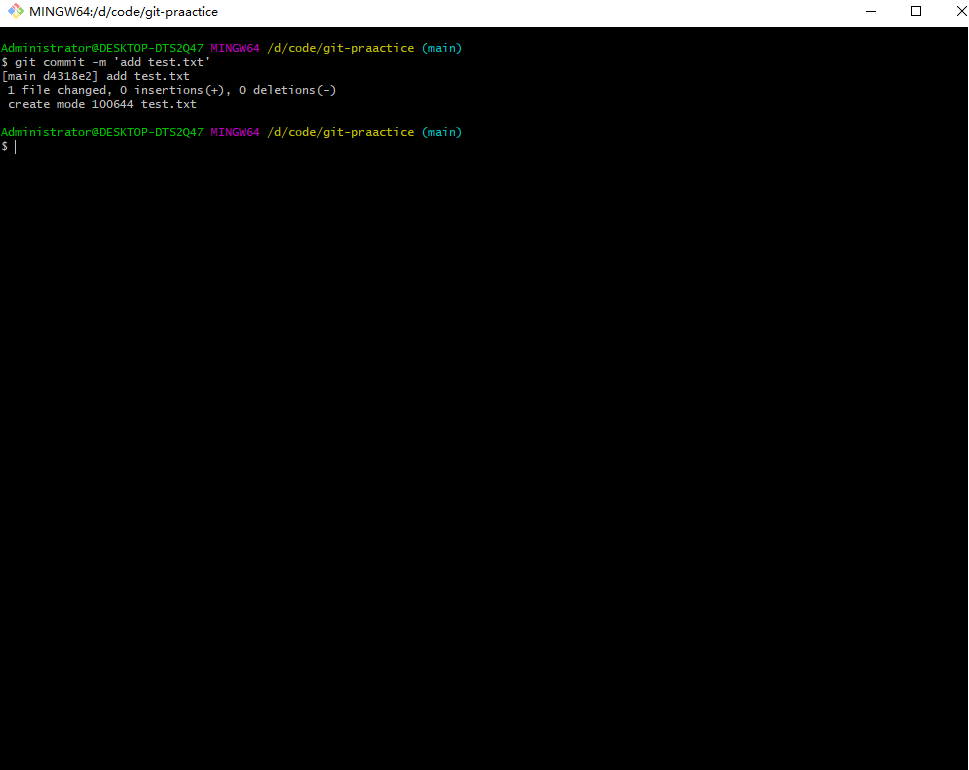 MINGW64:/d/code/git-praactice
Administrator@DESKTOP-DTS2Q47 MINGW64 /d/code/git-praactice (main)
$ git commit -m 'add test.txt'
[main d4318e2] add test.txt
 1 file changed, 0 insertions(+), 0 deletions(-)
 create mode 100644 test.txt
Administrator@DESKTOP-DTS2Q47 MINGW64 /d/code/git-praactice (main)
$